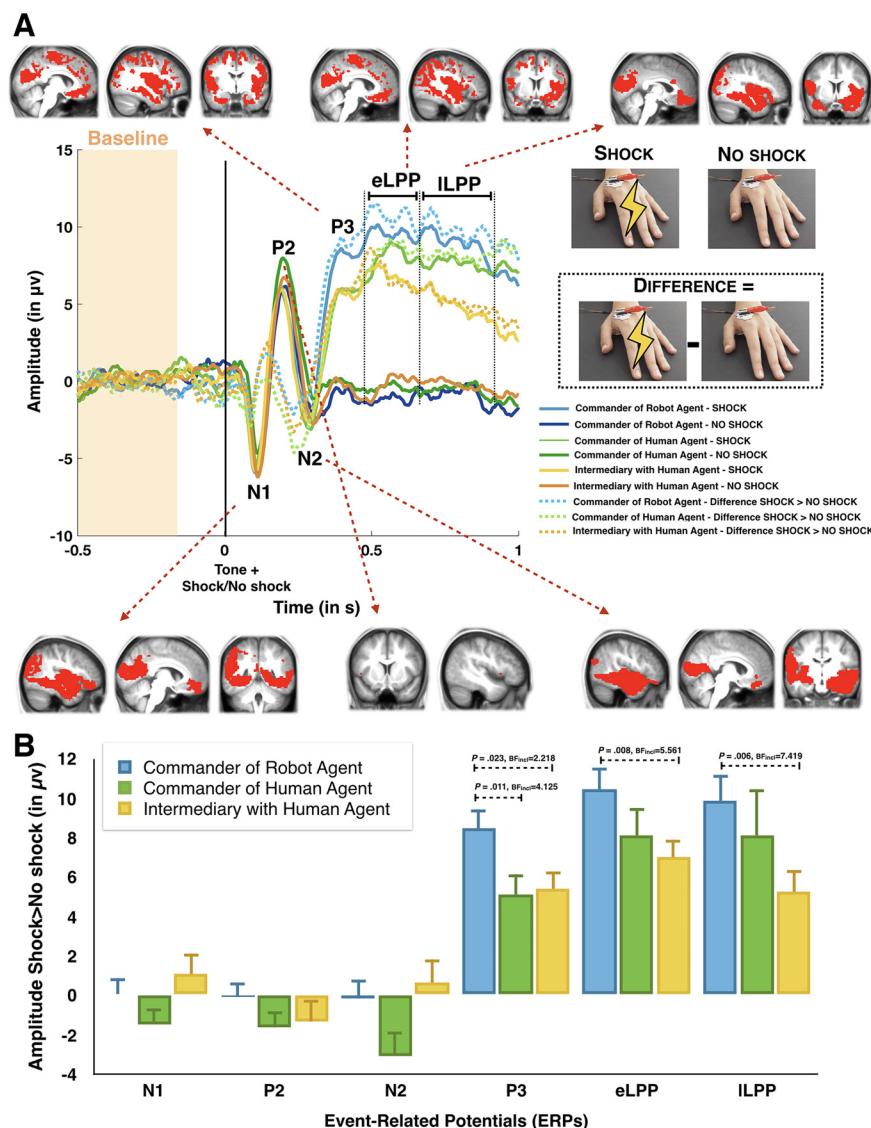 A
Baseline
15
10
5
0
-5
-10
Amplitude (in μv)
eLPP
lLPP
P3
P2
N2
N1
-0.5
0
0.5
1
Tone +
Shock/No shock
Time (in s)
SHOCK
NO SHOCK
DIFFERENCE =
-
Commander of Robot Agent - SHOCK
Commander of Robot Agent - NO SHOCK
Commander of Human Agent - SHOCK
Commander of Human Agent - NO SHOCK
Intermediary with Human Agent - SHOCK
Intermediary with Human Agent - NO SHOCK
Commander of Robot Agent - Difference SHOCK > NO SHOCK
Commander of Human Agent - Difference SHOCK > NO SHOCK
Intermediary with Human Agent - Difference SHOCK > NO SHOCK
B
12
10
8
6
4
2
0
-2
-4
Amplitude Shock>No shock (in μv)
Commander of Robot Agent
Commander of Human Agent
Intermediary with Human Agent
P = .023, BFincl=2.218
P = .011, BFincl=4.125
P = .008, BFincl=5.561
P = .006, BFincl=7.419
N1
P2
N2
P3
eLPP
lLPP
Event-Related Potentials (ERPs)